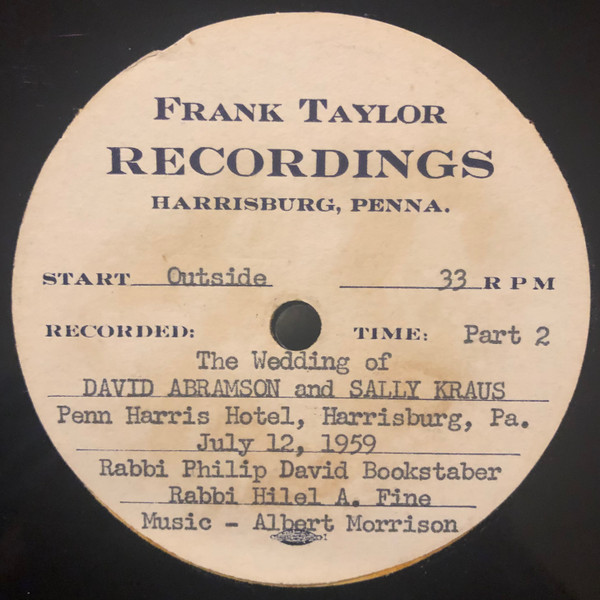 FRANK TAYLOR
RECORDINGS
HARRISBURG, PENNA.
START Outside 33 RPM
RECORDED: TIME: Part 2
The Wedding of
DAVID ABRAMSON and SALLY KRAUS
Penn Harris Hotel, Harrisburg, Pa.
July 12, 1959
Rabbi Philip David Bookstaber
Rabbi Hilel A. Fine
Music - Albert Morrison